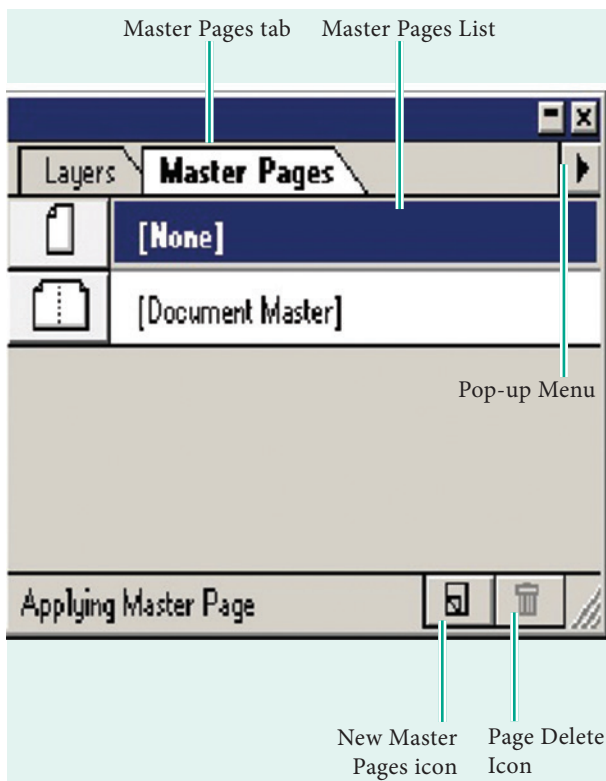 Master Pages tab Master Pages List
Layers Master Pages
[None]
[Document Master]
Pop-up Menu
Applying Master Page
New Master Pages icon
Page Delete Icon